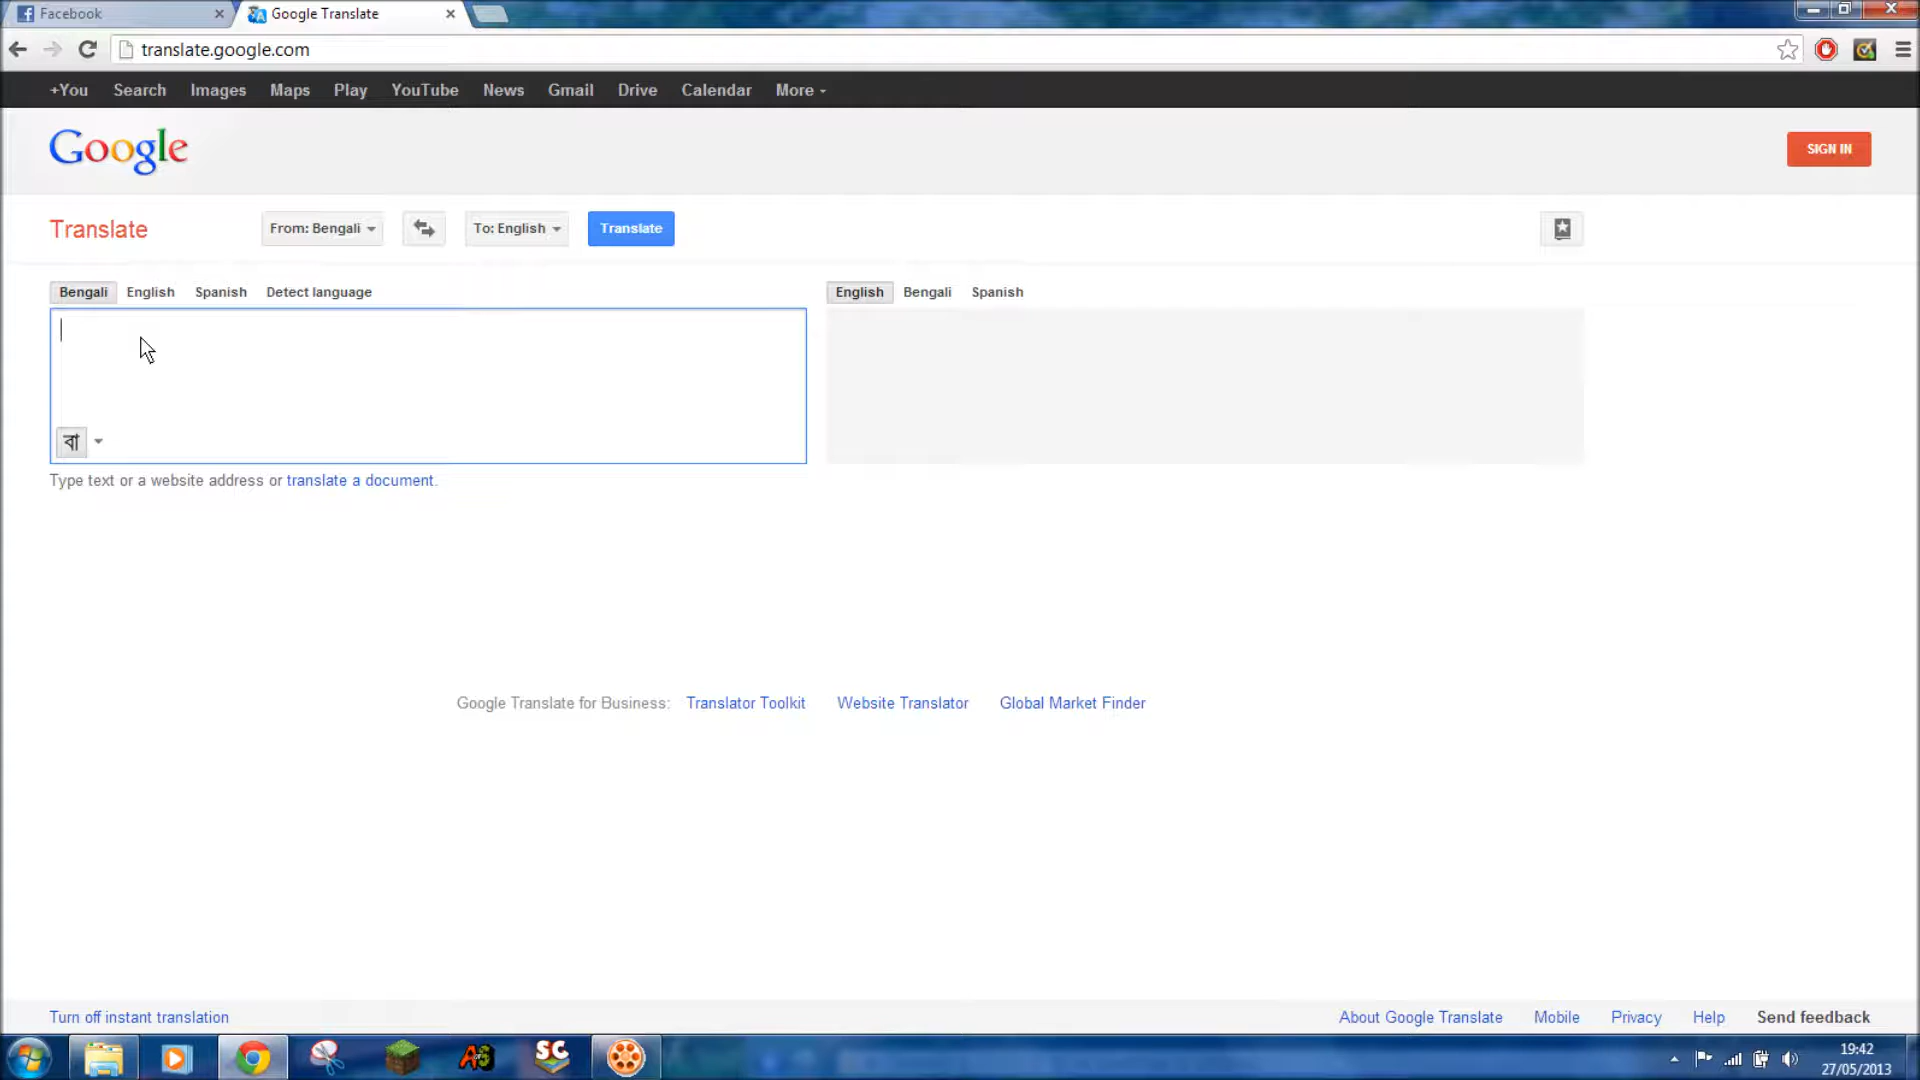 Facebook
Google Translate
translate.google.com
+You Search Images Maps Play YouTube News Gmail Drive Calendar More
Google
SIGN IN
Translate
From: Bengali
To: English
Translate
Bengali English Spanish Detect language
English Bengali Spanish
বা
Type text or a website address or translate a document.
Google Translate for Business: Translator Toolkit Website Translator Global Market Finder
Turn off instant translation
About Google Translate Mobile Privacy Help Send feedback
A3
SC
19:42
27/05/2013